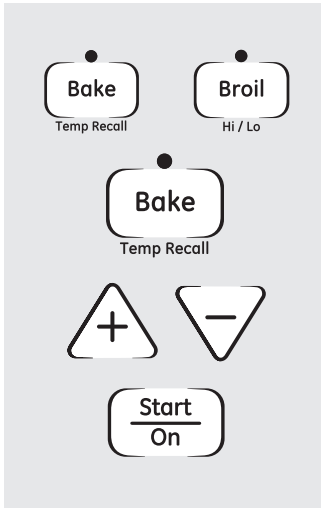 Bake
Temp Recall
Broil
Hi / Lo
Bake
Temp Recall
+
−
Start
On